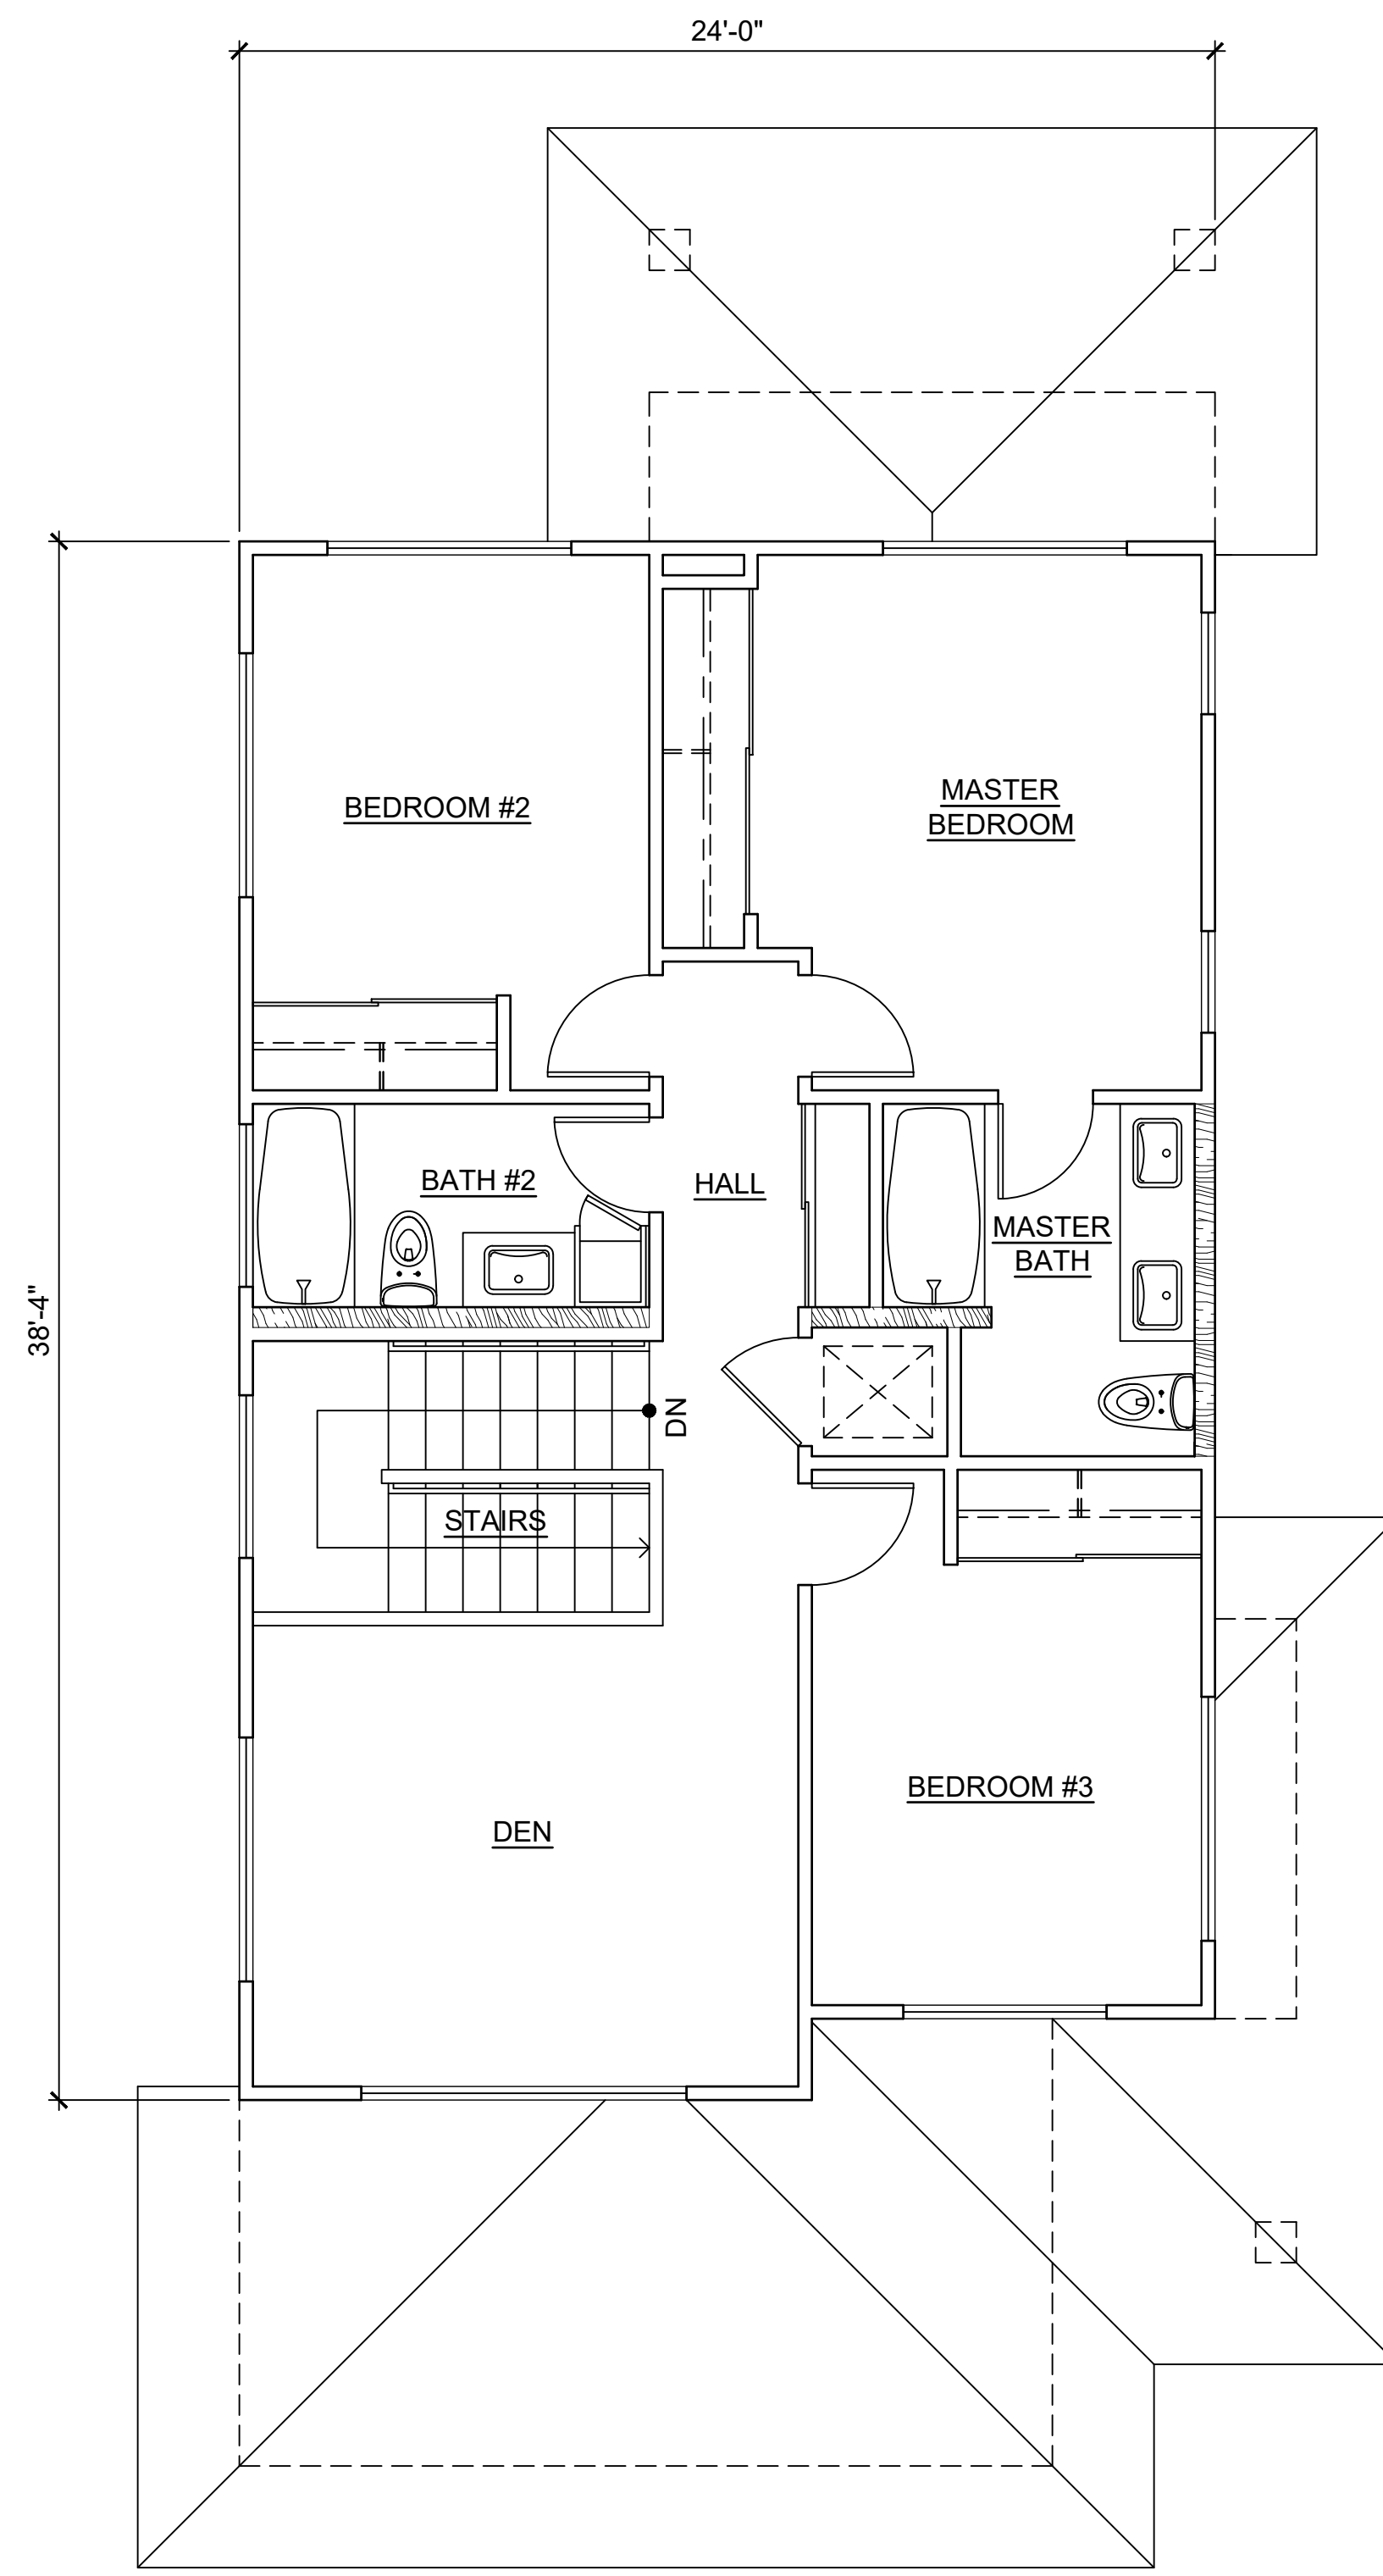 24'-0"
BEDROOM #2
MASTER
BEDROOM
BATH #2
HALL
MASTER
BATH
38'-4"
DN
STAIRS
BEDROOM #3
DEN